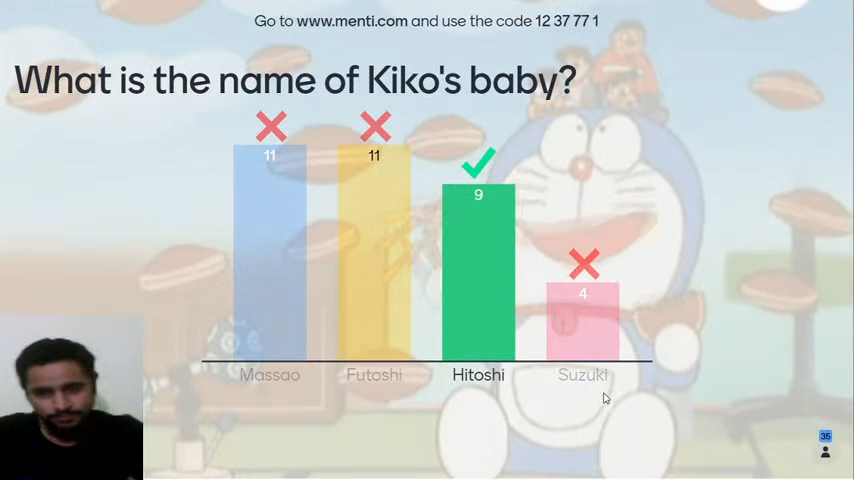 Go to www.menti.com and use the code 12 37 77 1
What is the name of Kiko's baby?
11
11
9
4
Massao
Futoshi
Hitoshi
Suzuki
35